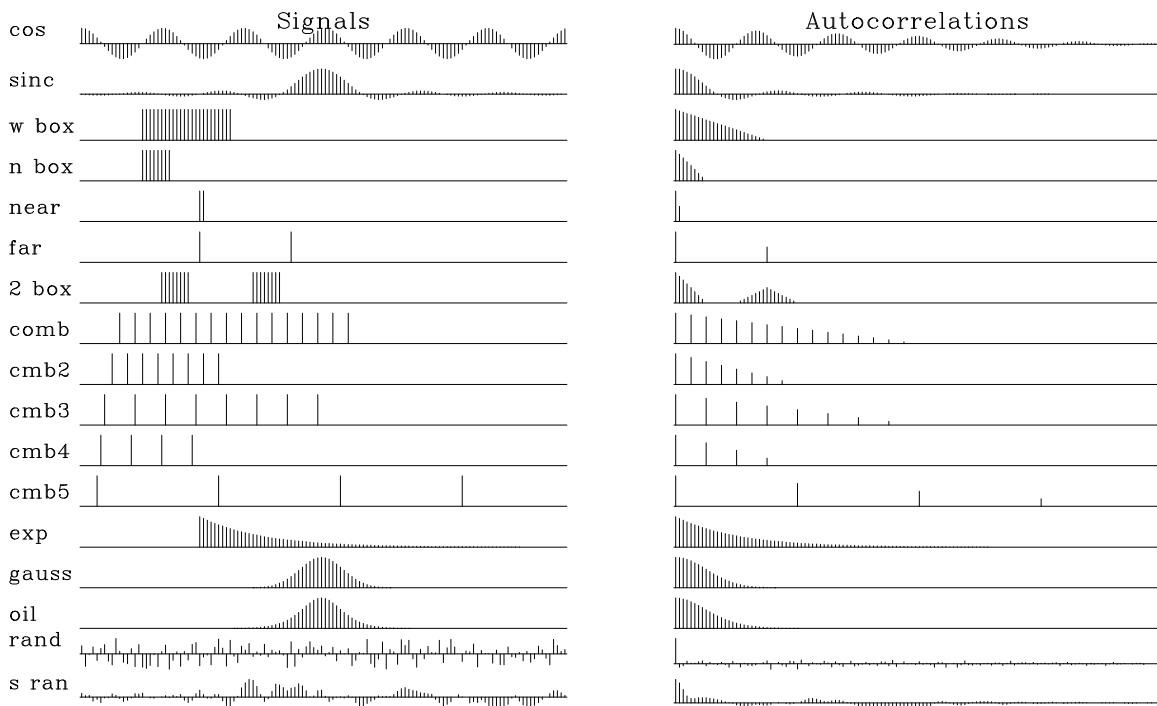 Signals
Autocorrelations
cos
sinc
w box
n box
near
far
2 box
comb
cmb2
cmb3
cmb4
cmb5
exp
gauss
oil
rand
s ran